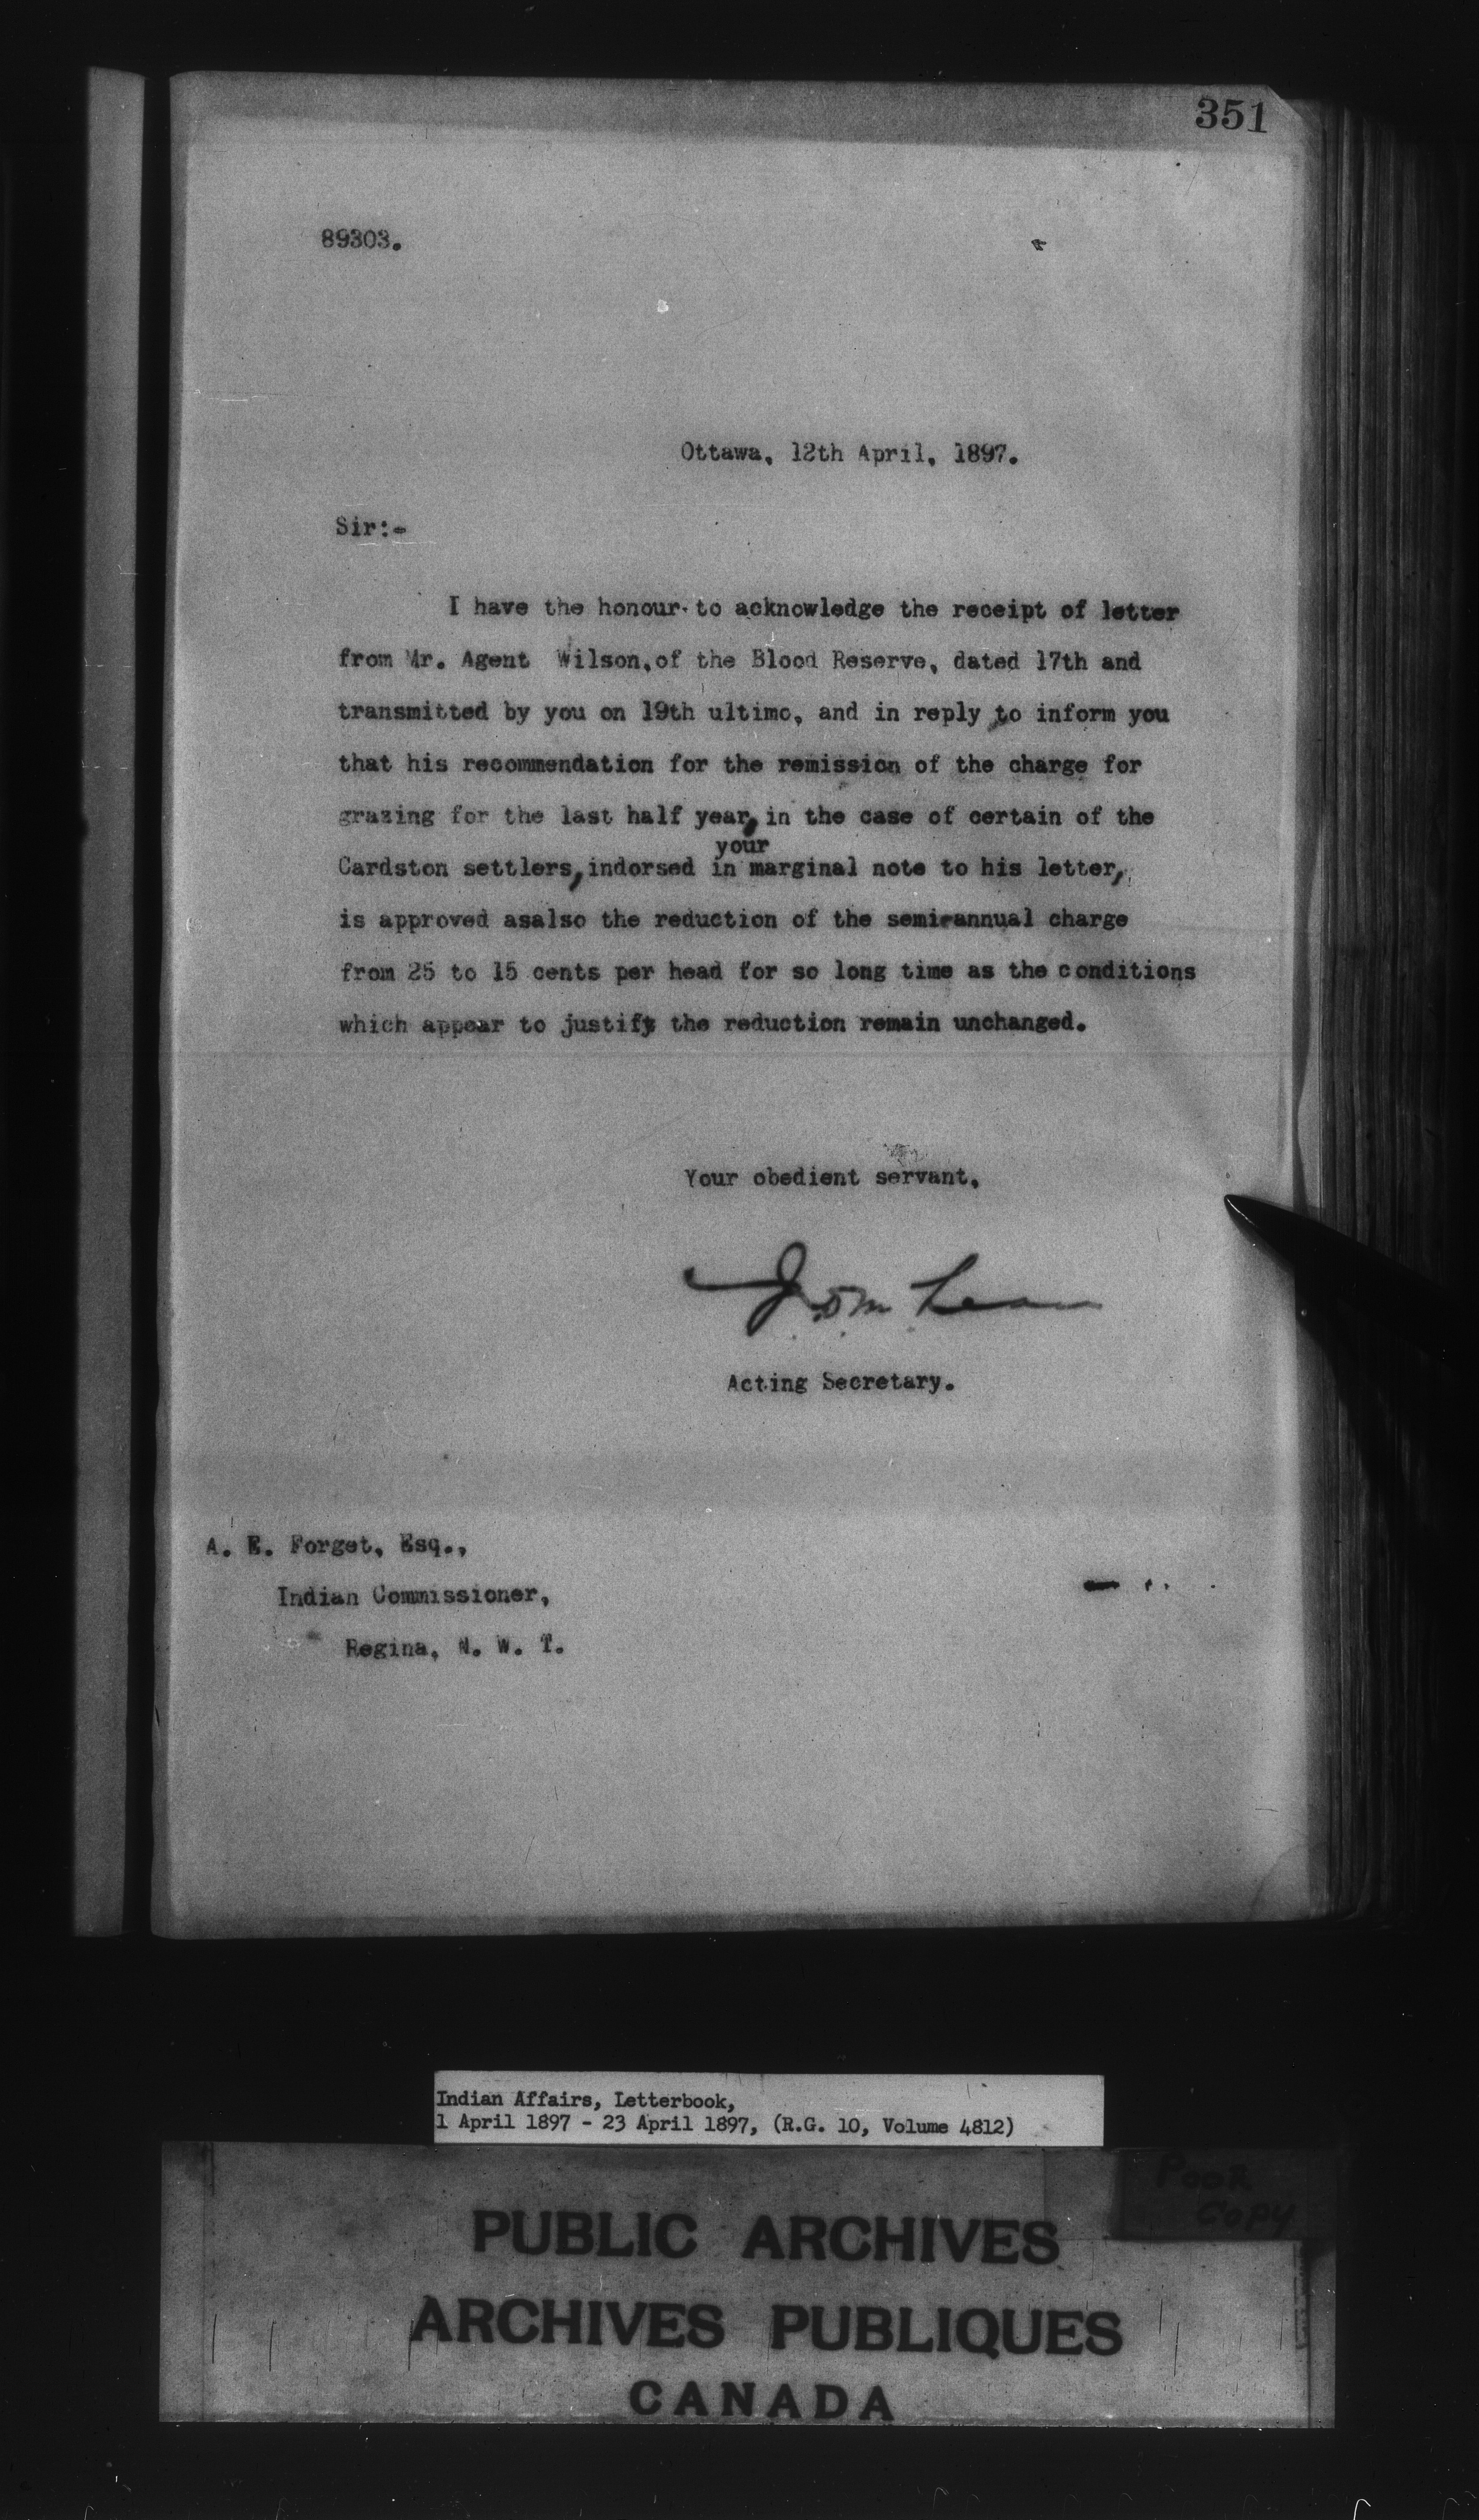 351
89303.
Ottawa, 12th April, 1897.
Sir:-
I have the honour to acknowledge the receipt of letter
from Mr. Agent Wilson, of the Blood Reserve, dated 17th and
transmitted by you on 19th ultimo, and in reply to inform you
that his recommendation for the remission of the charge for
grazing for the last half year, in the case of certain of the
your
Cardston settlers, indorsed in marginal note to his letter,
is approved asalso the reduction of the semi-annual charge
from 25 to 15 cents per head for so long time as the conditions
which appear to justify the reduction remain unchanged.
Your obedient servant,
J D McLean
Acting Secretary.
A. E. Forget, Esq.,
Indian Commissioner,
Regina, N. W. T.
Indian Affairs, Letterbook,
1 April 1897 - 23 April 1897, (R.G. 10, Volume 4812)
POOR
COPY
PUBLIC ARCHIVES
ARCHIVES PUBLIQUES
CANADA